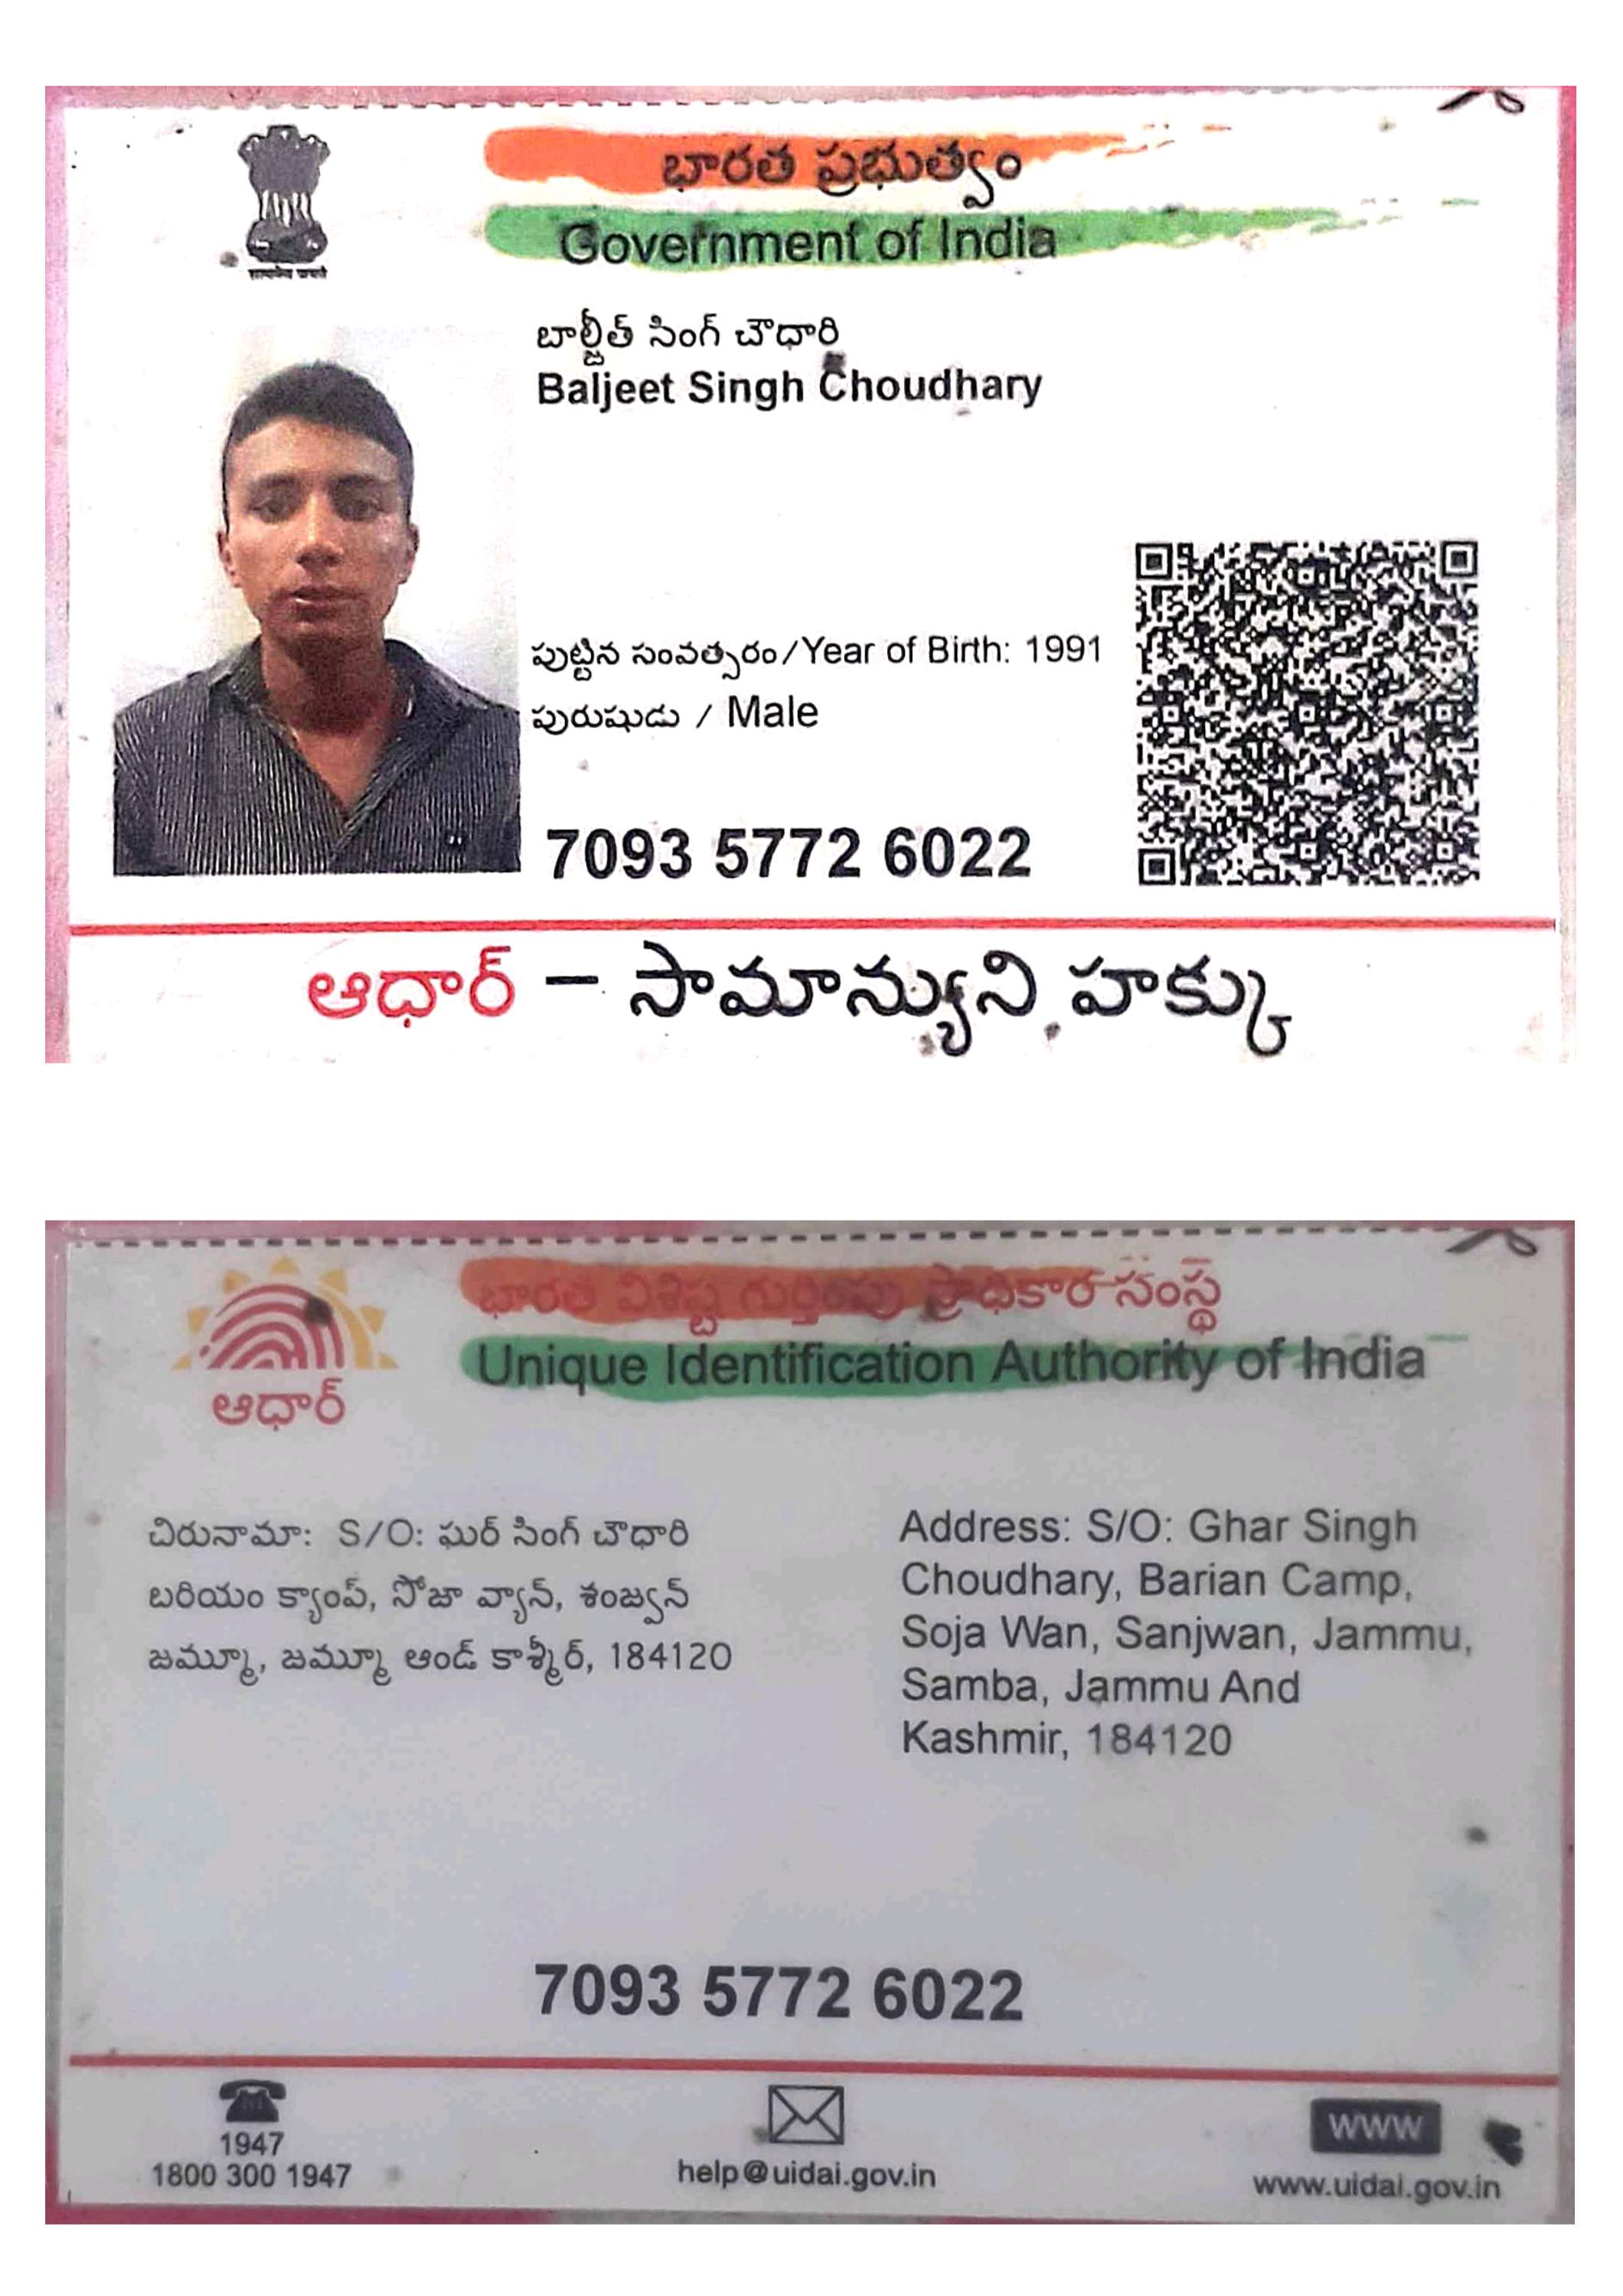 భారత ప్రభుత్వం
Government of India
सत्यमेव जयते
బాల్జీత్ సింగ్ చౌధారి
Baljeet Singh Choudhary
పుట్టిన సంవత్సరం/Year of Birth: 1991
పురుషుడు / Male
7093 5772 6022
ఆధార్ – సామాన్యుని హక్కు
భారత విశిష్ట గుర్తింపు ప్రాధికార సంస్థ
Unique Identification Authority of India
ఆధార్
చిరునామా: S/O: ఘర్ సింగ్ చౌధారి
బరియం క్యాంప్, సోజా వ్యాన్, శంజ్వన్
జమ్మూ, జమ్మూ ఆండ్ కాశ్మీర్, 184120
Address: S/O: Ghar Singh
Choudhary, Barian Camp,
Soja Wan, Sanjwan, Jammu,
Samba, Jammu And
Kashmir, 184120
7093 5772 6022
1947
1800 300 1947
help@uidai.gov.in
www
www.uidai.gov.in